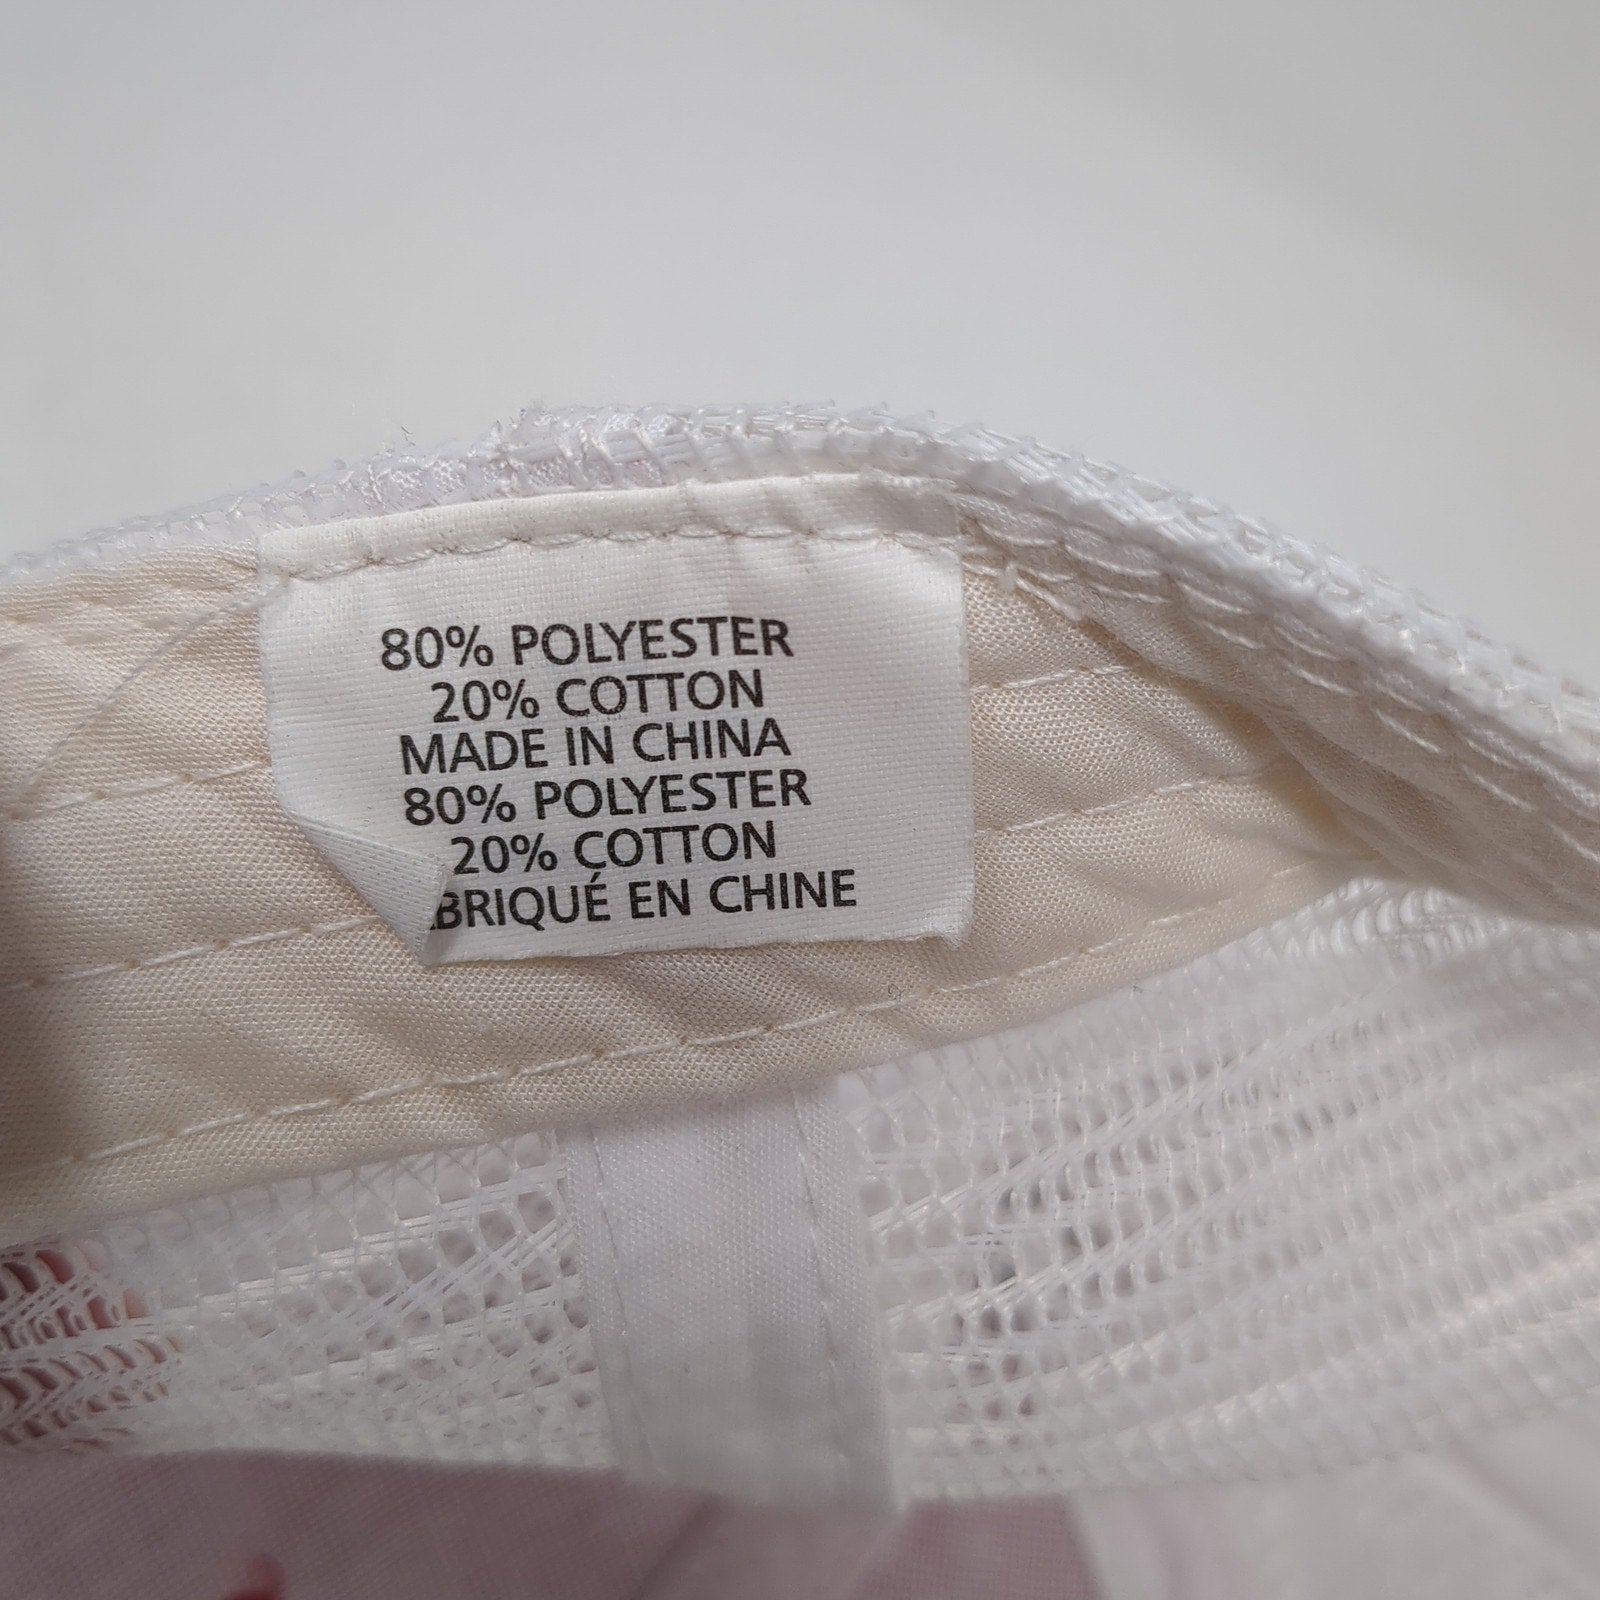 80% POLYESTER
20% COTTON
MADE IN CHINA
80% POLYESTER
20% COTTON
BRIQUÉ EN CHINE